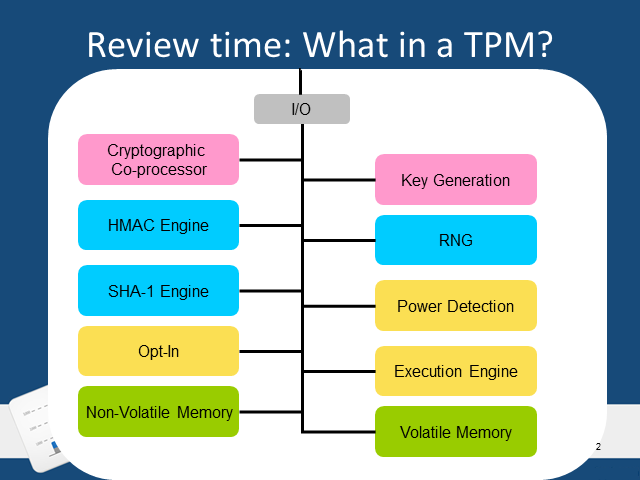 Review time: What in a TPM?
I/O
Cryptographic
Co-processor
HMAC Engine
SHA-1 Engine
Opt-In
Non-Volatile Memory
Key Generation
RNG
Power Detection
Execution Engine
Volatile Memory
2